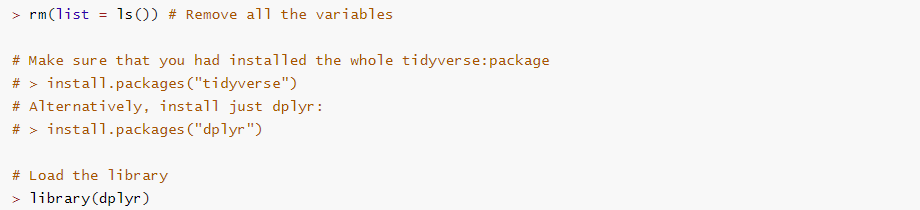 > rm(list = ls()) # Remove all the variables
# Make sure that you had installed the whole tidyverse:package
# > install.packages("tidyverse")
# Alternatively, install just dplyr:
# > install.packages("dplyr")
# Load the library
> library(dplyr)